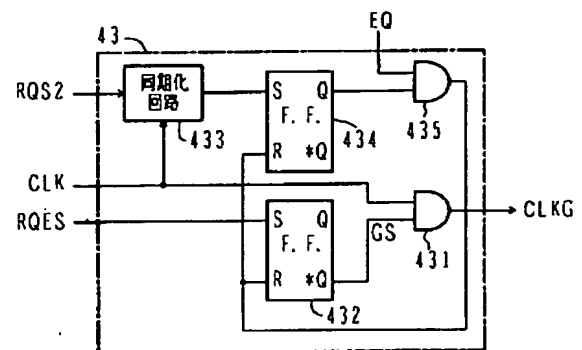 43
EQ
RQS2
同期化
回路
433
S Q
F. F.
R *Q
434
435
CLK
RQES
S Q
F. F.
R *Q
432
GS
431
CLKG